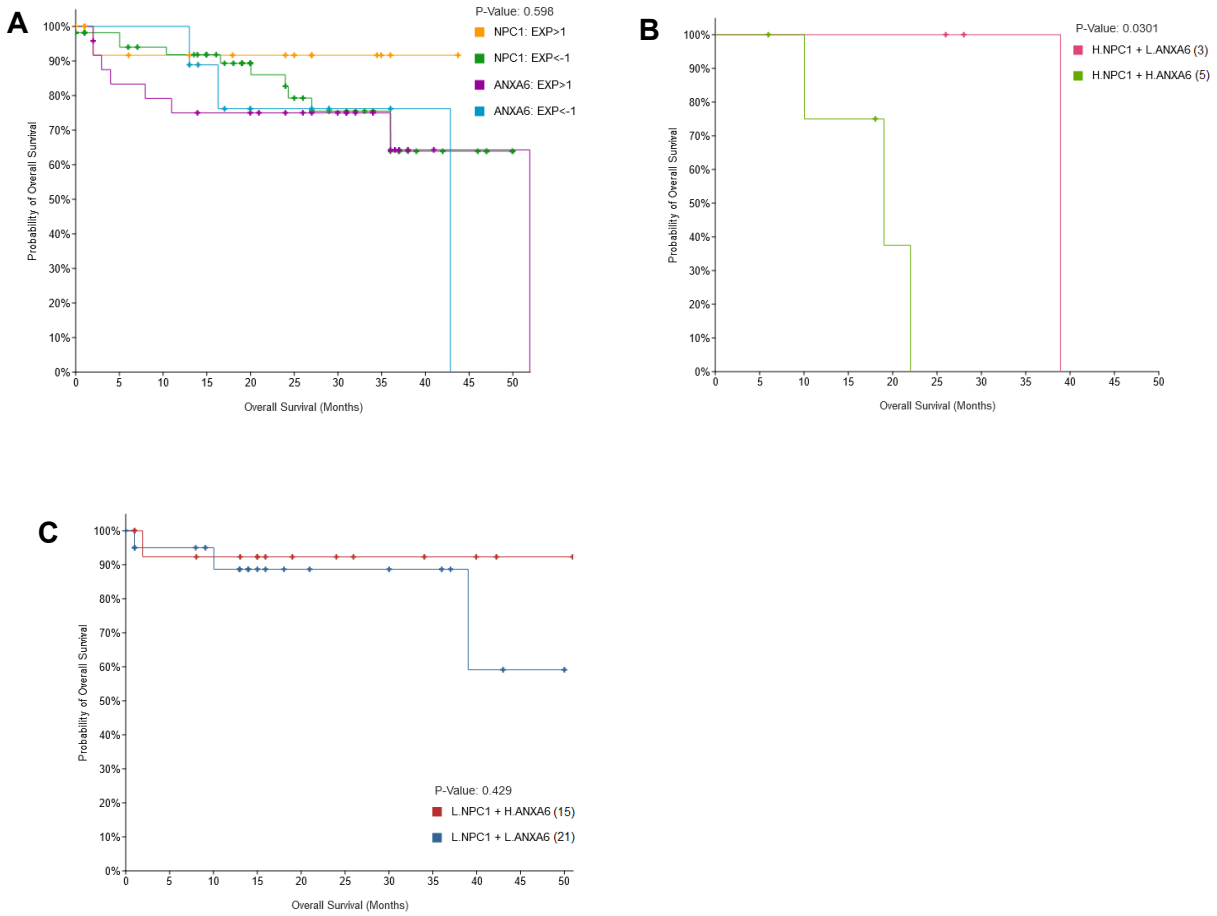 A
P-Value: 0.598
NPC1: EXP>1
NPC1: EXP<-1
ANXA6: EXP>1
ANXA6: EXP<-1
100%
90%
80%
70%
60%
50%
40%
30%
20%
10%
0%
Probability of Overall Survival
0 5 10 15 20 25 30 35 40 45 50
Overall Survival (Months)
B
P-Value: 0.0301
H.NPC1 + L.ANXA6 (3)
H.NPC1 + H.ANXA6 (5)
100%
90%
80%
70%
60%
50%
40%
30%
20%
10%
0%
Probability of Overall Survival
0 5 10 15 20 25 30 35 40 45 50
Overall Survival (Months)
C
100%
90%
80%
70%
60%
50%
40%
30%
20%
10%
0%
Probability of Overall Survival
P-Value: 0.429
L.NPC1 + H.ANXA6 (15)
L.NPC1 + L.ANXA6 (21)
0 5 10 15 20 25 30 35 40 45 50
Overall Survival (Months)